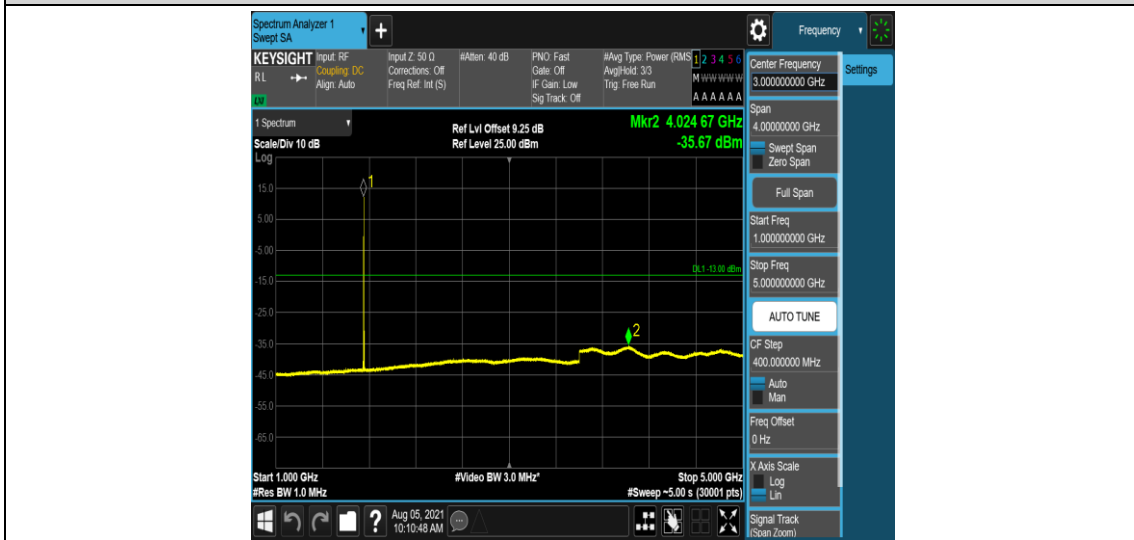 Spectrum Analyzer 1
Swept SA
+
Frequency
KEYSIGHT
RL
LXI
Input: RF
Coupling: DC
Align: Auto
Input Z: 50 Ω
Corrections: Off
Freq Ref: Int (S)
#Atten: 40 dB
PNO: Fast
Gate: Off
IF Gain: Low
Sig Track: Off
#Avg Type: Power (RMS
Avg|Hold: 3/3
Trig: Free Run
1 2 3 4 5 6
M W W W W W
A A A A A A
Center Frequency
3.000000000 GHz
Settings
Span
4.00000000 GHz
Swept Span
Zero Span
Full Span
Start Freq
1.000000000 GHz
Stop Freq
5.000000000 GHz
AUTO TUNE
CF Step
400.000000 MHz
Auto
Man
Freq Offset
0 Hz
X Axis Scale
Log
Lin
Signal Track
(Span Zoom)
1 Spectrum
Scale/Div 10 dB
Log
Ref Lvl Offset 9.25 dB
Ref Level 25.00 dBm
Mkr2 4.024 67 GHz
-35.67 dBm
1
15.0
5.00
-5.00
DL1 -13.00 dBm
-15.0
-25.0
2
-35.0
-45.0
-55.0
-65.0
Start 1.000 GHz
#Res BW 1.0 MHz
#Video BW 3.0 MHz*
Stop 5.000 GHz
#Sweep ~5.00 s (30001 pts)
?
Aug 05, 2021
10:10:48 AM